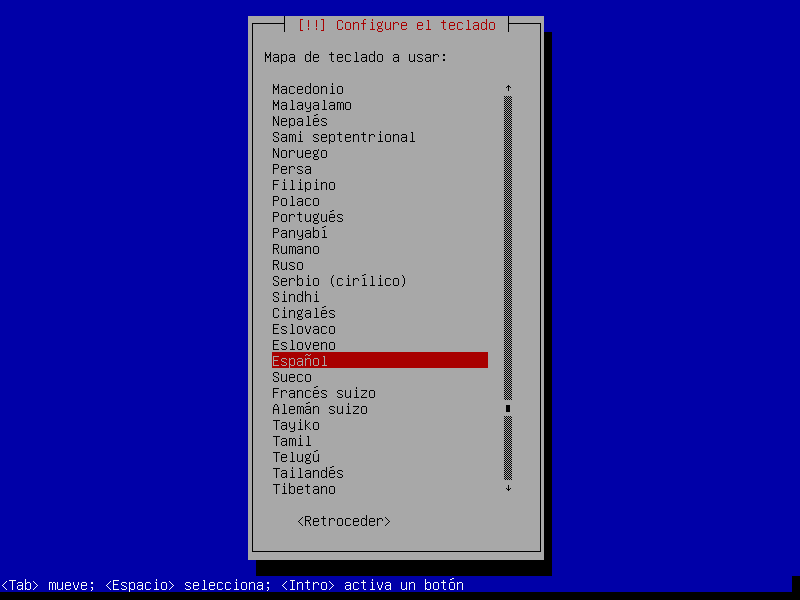 [!!] Configure el teclado
Mapa de teclado a usar:
Macedonio
Malayalamo
Nepalés
Sami septentrional
Noruego
Persa
Filipino
Polaco
Portugués
Panyabí
Rumano
Ruso
Serbio (cirílico)
Sindhi
Cingalés
Eslovaco
Esloveno
Español
Sueco
Francés suizo
Alemán suizo
Tayiko
Tamil
Telugú
Tailandés
Tibetano
<Retroceder>
<Tab> mueve; <Espacio> selecciona; <Intro> activa un botón